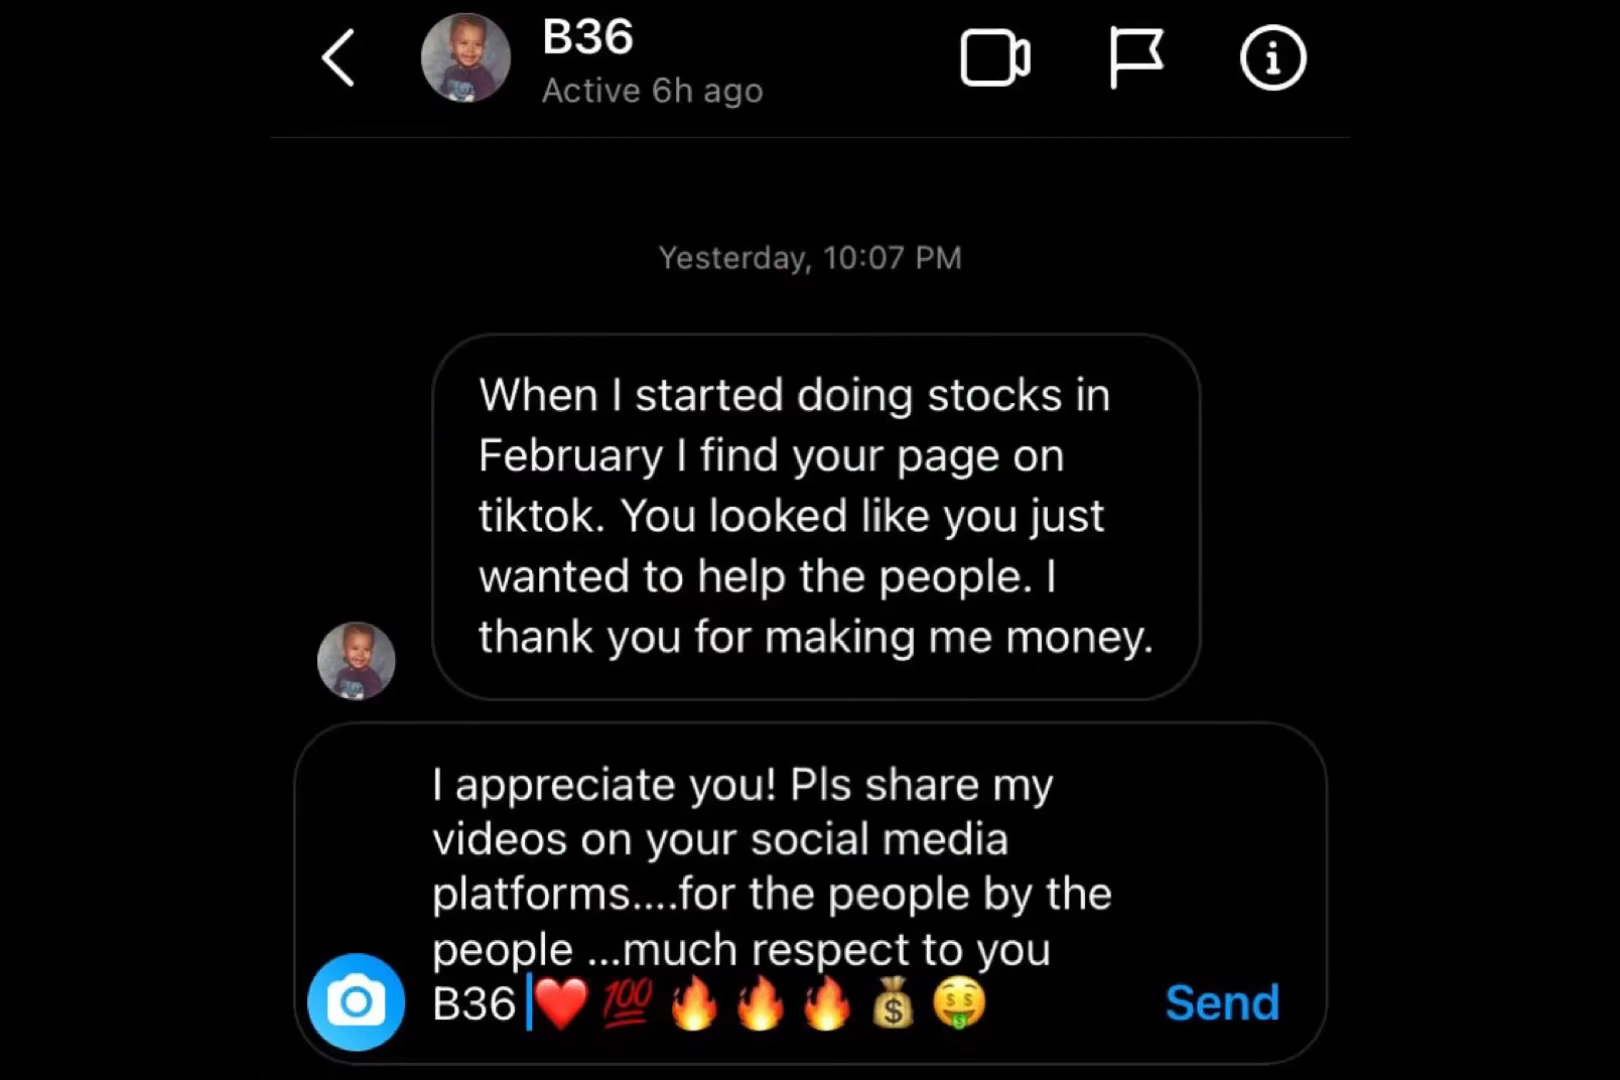 B36
Active 6h ago
Yesterday, 10:07 PM
When I started doing stocks in
February I find your page on
tiktok. You looked like you just
wanted to help the people. I
thank you for making me money.
I appreciate you! Pls share my
videos on your social media
platforms....for the people by the
people ...much respect to you
B36 ❤️💯🔥🔥🔥💰🤑
Send